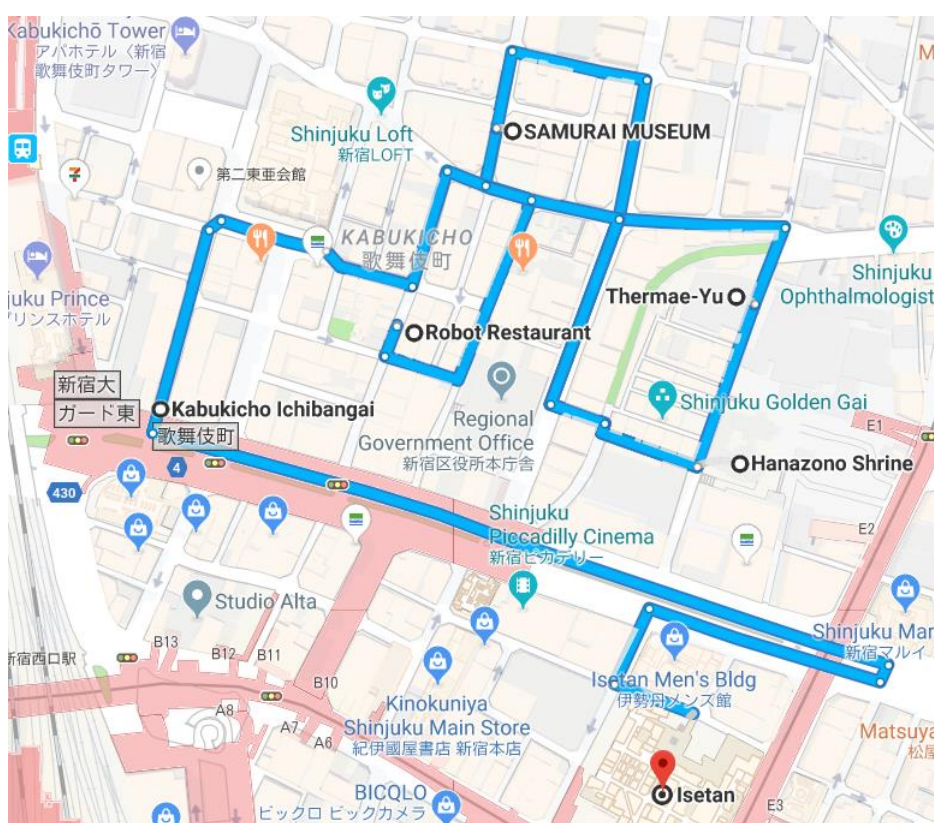 Kabukichō Tower
アパホテル〈新宿
歌舞伎町タワー〉
M
Shinjuku Loft
新宿LOFT
SAMURAI MUSEUM
第二東亜会館
KABUKICHO
歌舞伎町
juku Prince
プリンスホテル
Shinjuku
Ophthalmologist
Thermae-Yu
Robot Restaurant
新宿大
ガード東
Kabukicho Ichibangai
歌舞伎町
Regional
Government Office
新宿区役所本庁舎
Shinjuku Golden Gai
E1
Hanazono Shrine
4
430
E2
Shinjuku
Piccadilly Cinema
新宿ピカデリー
Studio Alta
Shinjuku Mar
新宿マルイ
新宿西口駅
B13
B12
B11
B10
Isetan Men's Bldg
伊勢丹メンズ館
A8
A7
A6
Kinokuniya
Shinjuku Main Store
紀伊國屋書店 新宿本店
Matsuya
松屋
BICQLO
ビックロ ビックカメラ
Isetan
E3